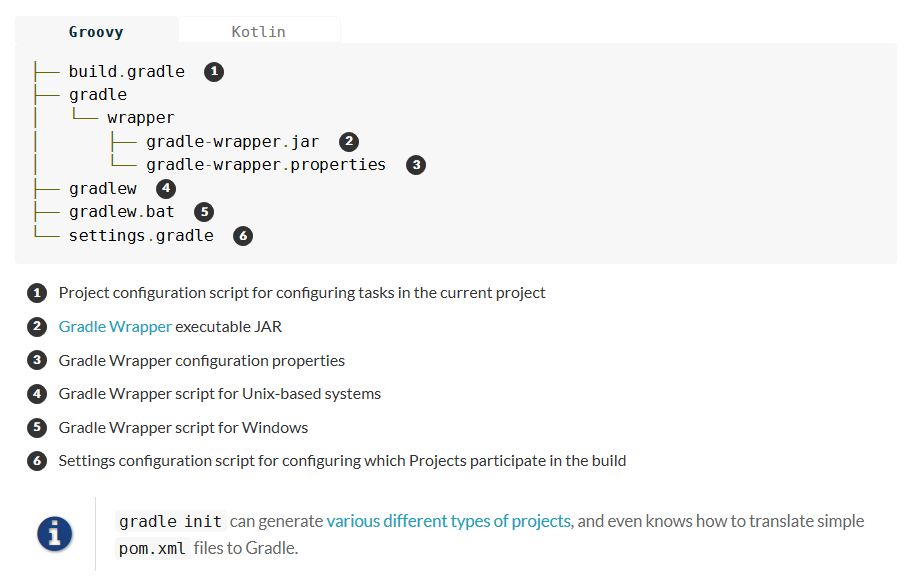 Groovy Kotlin
├── build.gradle 1
├── gradle
│   └── wrapper
│       ├── gradle-wrapper.jar 2
│       └── gradle-wrapper.properties 3
├── gradlew 4
├── gradlew.bat 5
└── settings.gradle 6
1 Project configuration script for configuring tasks in the current project
2 Gradle Wrapper executable JAR
3 Gradle Wrapper configuration properties
4 Gradle Wrapper script for Unix-based systems
5 Gradle Wrapper script for Windows
6 Settings configuration script for configuring which Projects participate in the build
gradle init can generate various different types of projects, and even knows how to translate simple
pom.xml files to Gradle.